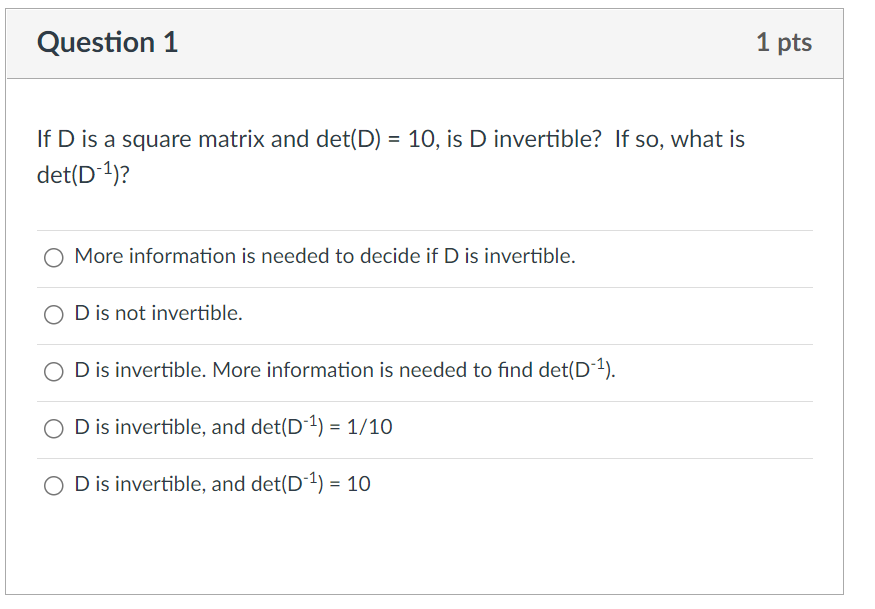 Question 1
1 pts
If D is a square matrix and det(D) = 10, is D invertible?  If so, what is
det(D⁻¹)?
More information is needed to decide if D is invertible.
D is not invertible.
D is invertible. More information is needed to find det(D⁻¹).
D is invertible, and det(D⁻¹) = 1/10
D is invertible, and det(D⁻¹) = 10